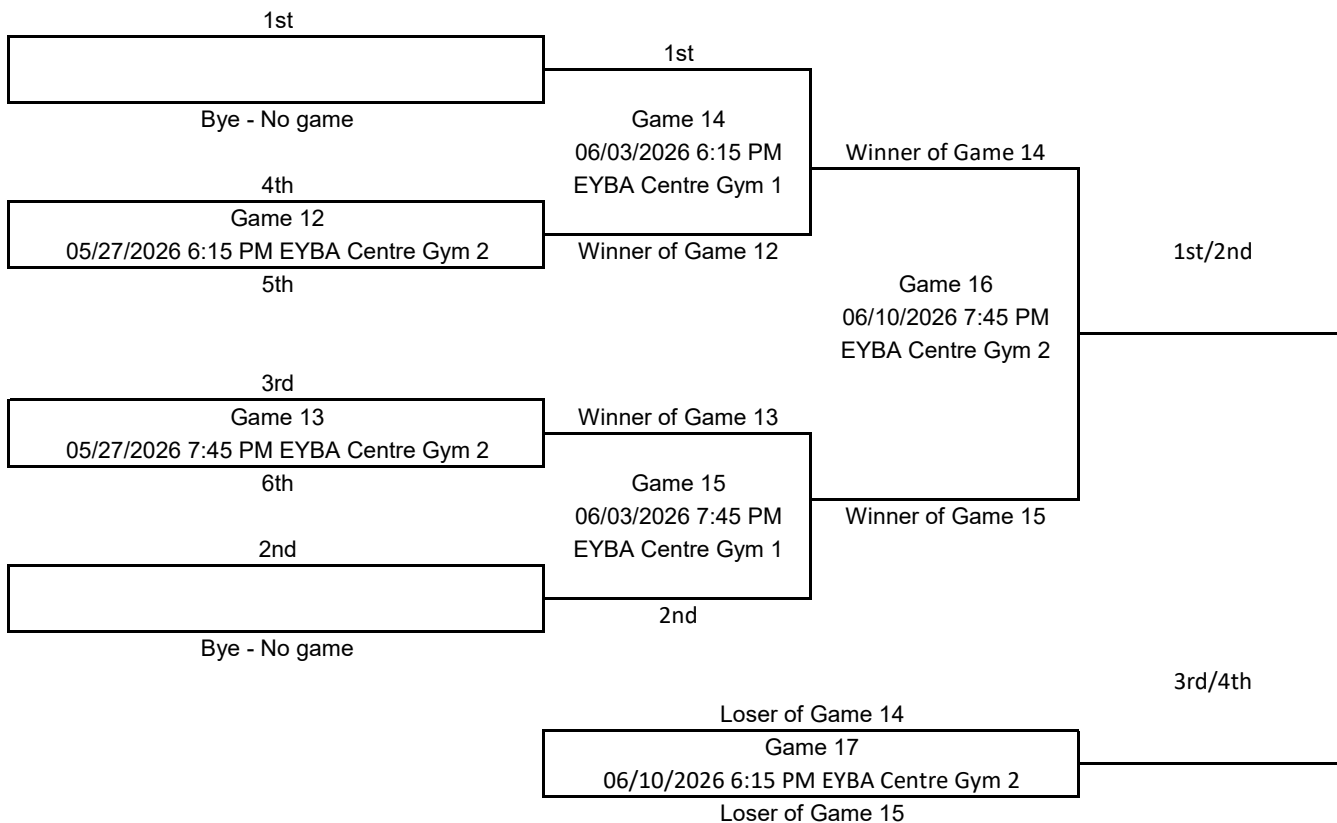 1st
Bye - No game
4th
Game 12
05/27/2026 6:15 PM EYBA Centre Gym 2
5th
3rd
Game 13
05/27/2026 7:45 PM EYBA Centre Gym 2
6th
2nd
Bye - No game
1st
Game 14
06/03/2026 6:15 PM
EYBA Centre Gym 1
Winner of Game 12
Winner of Game 13
Game 15
06/03/2026 7:45 PM
EYBA Centre Gym 1
2nd
Winner of Game 14
Game 16
06/10/2026 7:45 PM
EYBA Centre Gym 2
Winner of Game 15
1st/2nd
Loser of Game 14
Game 17
06/10/2026 6:15 PM EYBA Centre Gym 2
Loser of Game 15
3rd/4th